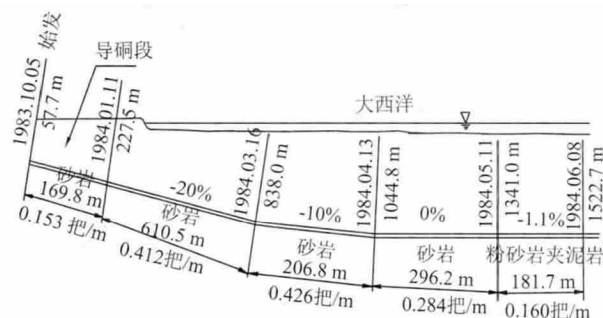 1983.10.05 始发
57.7 m
导硐段
1984.01.11
227.5 m
大西洋
1984.03.16
838.0 m
1984.04.13
1044.8 m
1984.05.11
1341.0 m
1984.06.08
1522.7 m
-20%
-10%
0%
-1.1%
砂岩
169.8 m
0.153 把/m
砂岩
610.5 m
0.412把/m
砂岩
206.8 m
0.426把/m
砂岩
296.2 m
0.284把/m
粉砂岩夹泥岩
181.7 m
0.160把/m